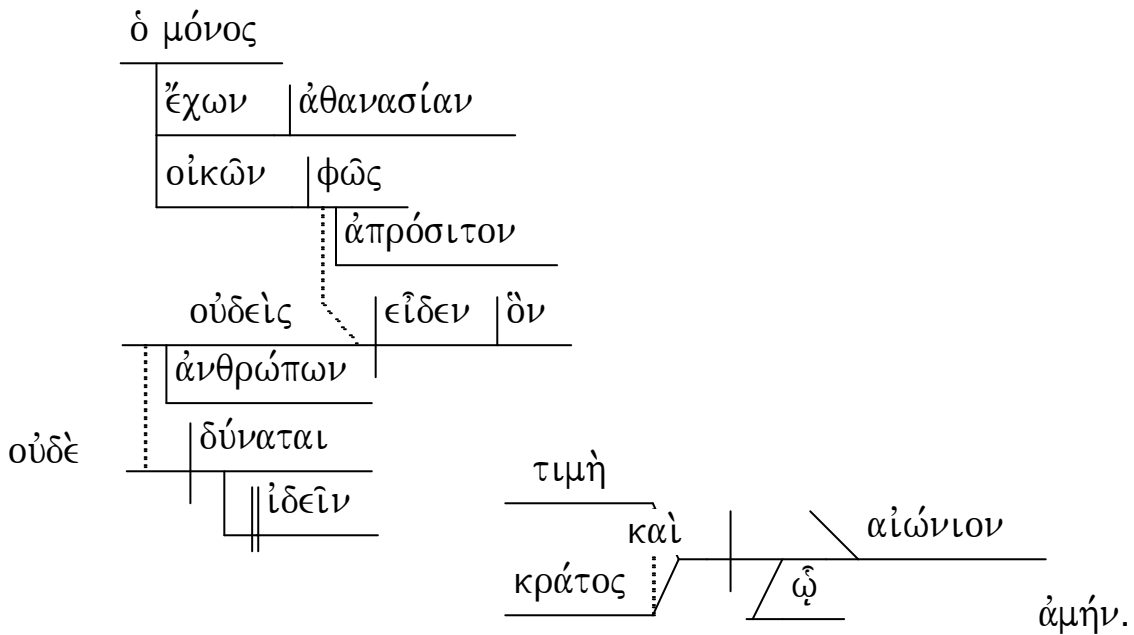 ὁ μόνος
ἔχων ἀθανασίαν
οἰκῶν φῶς
ἀπρόσιτον
οὐδεὶς εἶδεν ὃν
ἀνθρώπων
οὐδὲ δύναται
ἰδεῖν
τιμὴ
καὶ αἰώνιον
κράτος ᾧ
ἀμήν.